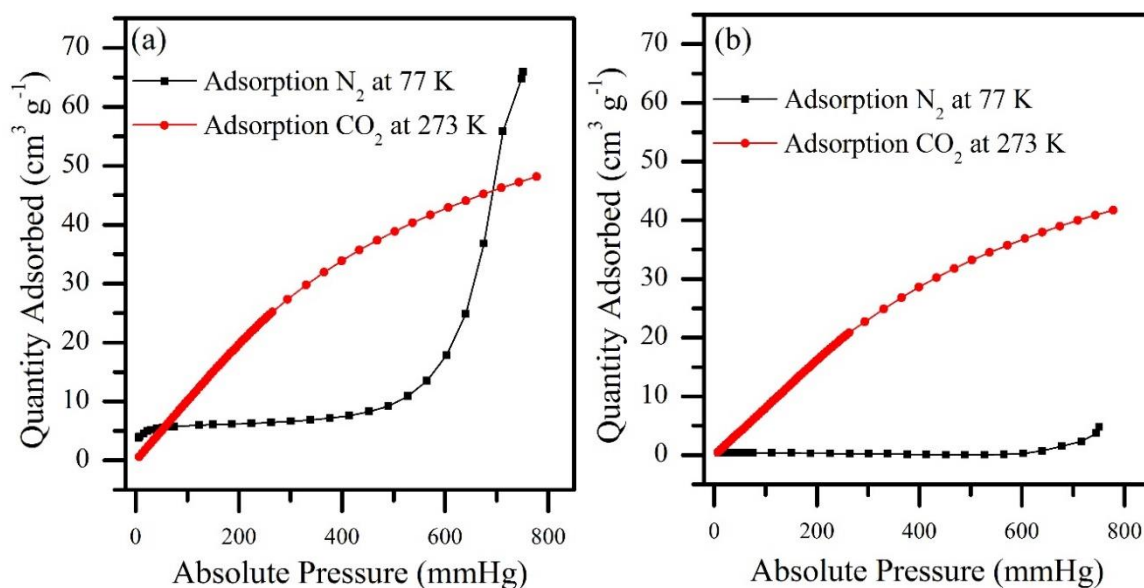 (a)
Adsorption N₂ at 77 K
Adsorption CO₂ at 273 K
Quantity Adsorbed (cm³ g⁻¹)
70
60
50
40
30
20
10
0
0 200 400 600 800
Absolute Pressure (mmHg)
(b)
Adsorption N₂ at 77 K
Adsorption CO₂ at 273 K
Quantity Adsorbed (cm³ g⁻¹)
70
60
50
40
30
20
10
0
0 200 400 600 800
Absolute Pressure (mmHg)